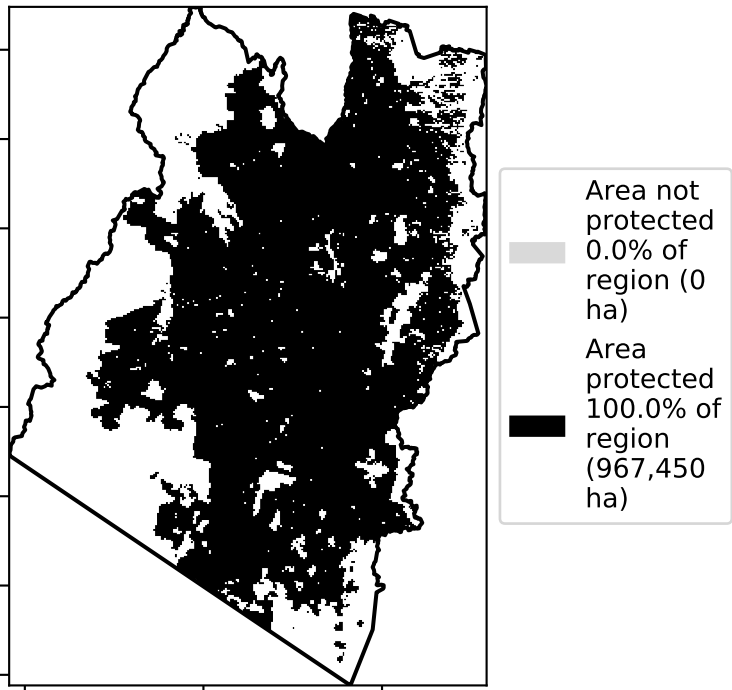 Area not
protected
0.0% of
region (0
ha)
Area
protected
100.0% of
region
(967,450
ha)